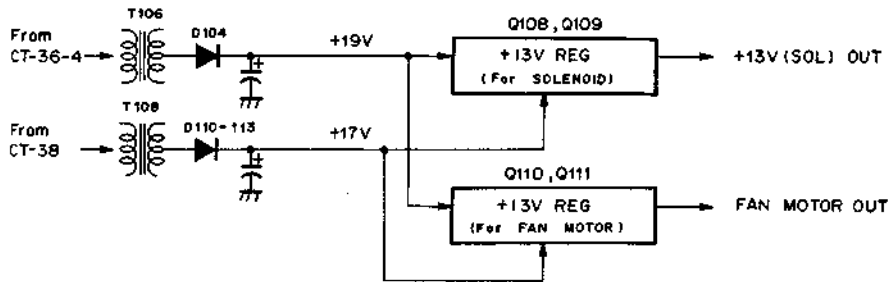 T106
From
CT-36-4
D104
+19V
+
Q108, Q109
+13V REG
(For SOLENOID)
+13V (SOL) OUT
T108
From
CT-38
D110-113
+17V
+
Q110, Q111
+13V REG
(For FAN MOTOR)
FAN MOTOR OUT